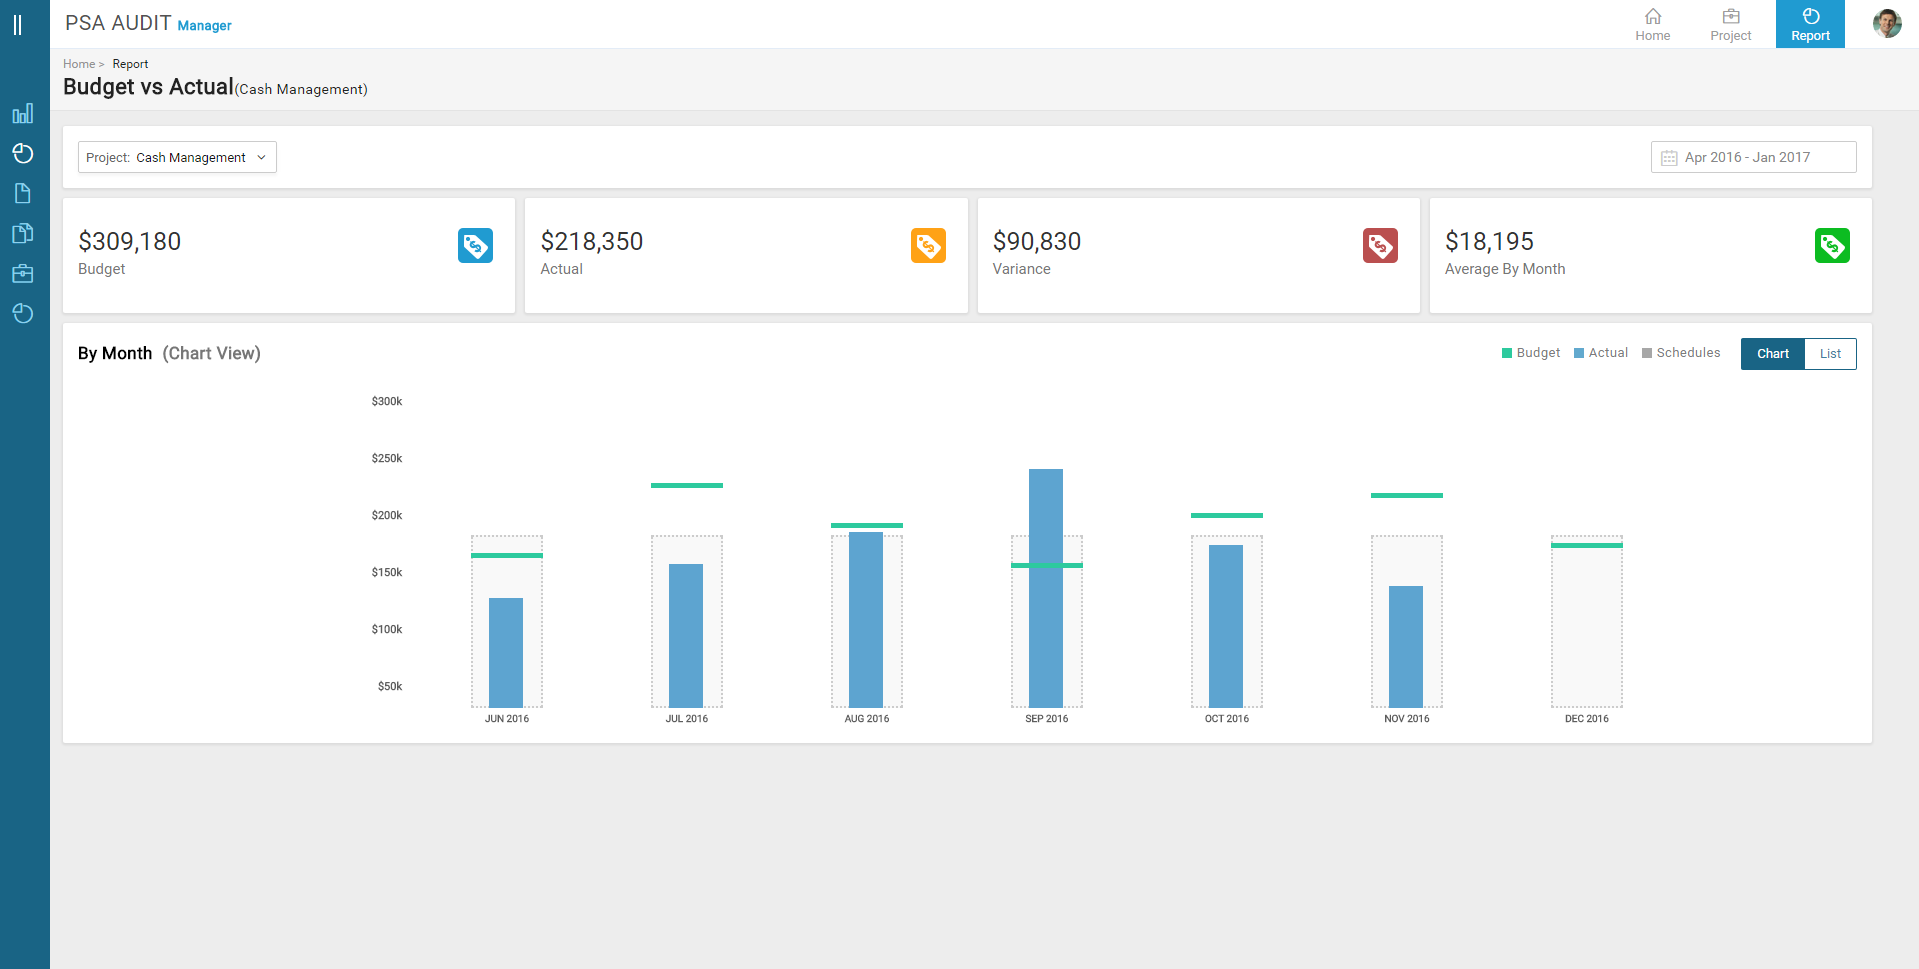 PSA AUDIT Manager
Home
Project
Report
Home > Report
Budget vs Actual(Cash Management)
Project: Cash Management
Apr 2016 - Jan 2017
$309,180
Budget
$218,350
Actual
$90,830
Variance
$18,195
Average By Month
By Month (Chart View)
Budget
Actual
Schedules
Chart
List
$300k
$250k
$200k
$150k
$100k
$50k
JUN 2016
JUL 2016
AUG 2016
SEP 2016
OCT 2016
NOV 2016
DEC 2016